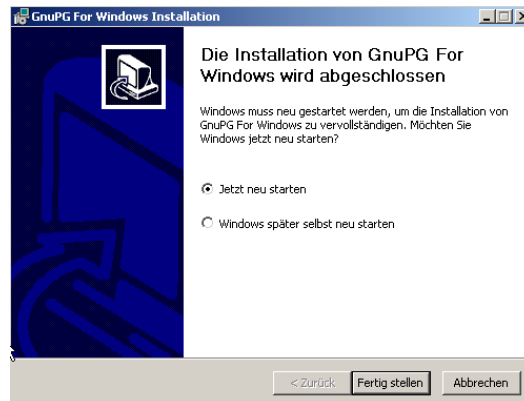 GnuPG For Windows Installation
Die Installation von GnuPG For
Windows wird abgeschlossen
Windows muss neu gestartet werden, um die Installation von
GnuPG For Windows zu vervollständigen. Möchten Sie
Windows jetzt neu starten?
Jetzt neu starten
Windows später selbst neu starten
< Zurück
Fertig stellen
Abbrechen